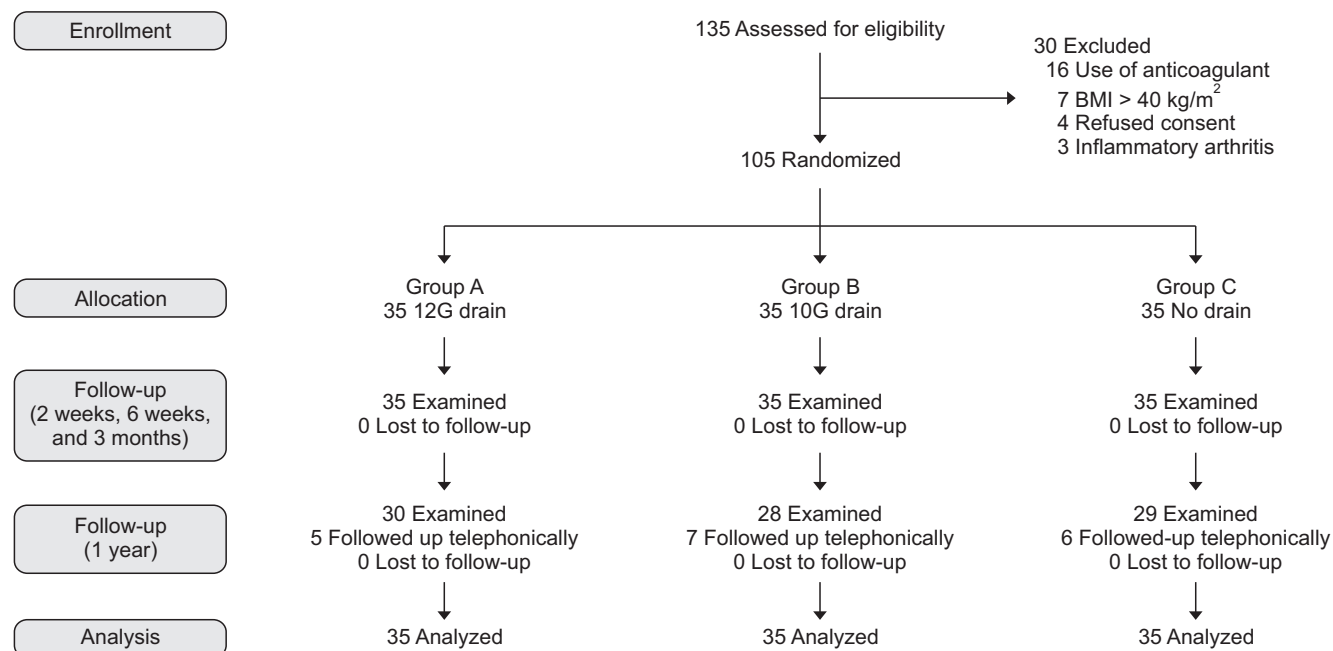 Enrollment
135 Assessed for eligibility
30 Excluded
16 Use of anticoagulant
7 BMI > 40 kg/m²
4 Refused consent
3 Inflammatory arthritis
105 Randomized
Allocation
Group A
35 12G drain
Group B
35 10G drain
Group C
35 No drain
Follow-up
(2 weeks, 6 weeks,
and 3 months)
35 Examined
0 Lost to follow-up
35 Examined
0 Lost to follow-up
35 Examined
0 Lost to follow-up
Follow-up
(1 year)
30 Examined
5 Followed up telephonically
0 Lost to follow-up
28 Examined
7 Followed up telephonically
0 Lost to follow-up
29 Examined
6 Followed-up telephonically
0 Lost to follow-up
Analysis
35 Analyzed
35 Analyzed
35 Analyzed